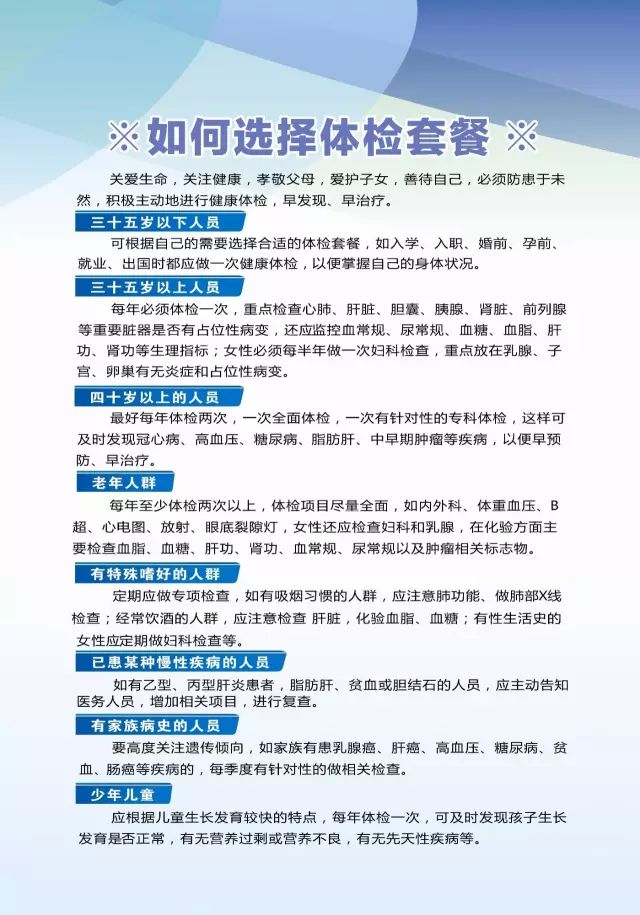 ※如何选择体检套餐※
关爱生命，关注健康，孝敬父母，爱护子女，善待自己，必须防患于未
然，积极主动地进行健康体检，早发现、早治疗。
三十五岁以下人员
可根据自己的需要选择合适的体检套餐，如入学、入职、婚前、孕前、
就业、出国时都应做一次健康体检，以便掌握自己的身体状况。
三十五岁以上人员
每年必须体检一次，重点检查心肺、肝脏、胆囊、胰腺、肾脏、前列腺
等重要脏器是否有占位性病变，还应监控血常规、尿常规、血糖、血脂、肝
功、肾功等生理指标；女性必须每半年做一次妇科检查，重点放在乳腺、子
宫、卵巢有无炎症和占位性病变。
四十岁以上的人员
最好每年体检两次，一次全面体检，一次有针对性的专科体检，这样可
及时发现冠心病、高血压、糖尿病、脂肪肝、中早期肿瘤等疾病，以便早预
防、早治疗。
老年人群
每年至少体检两次以上，体检项目尽量全面，如内外科、体重血压、B
超、心电图、放射、眼底裂隙灯，女性还应检查妇科和乳腺，在化验方面主
要检查血脂、血糖、肝功、肾功、血常规、尿常规以及肿瘤相关标志物。
有特殊嗜好的人群
定期应做专项检查，如有吸烟习惯的人群，应注意肺功能、做肺部X线
检查；经常饮酒的人群，应注意检查 肝脏，化验血脂、血糖；有性生活史的
女性应定期做妇科检查等。
已患某种慢性疾病的人员
如有乙型、丙型肝炎患者，脂肪肝、贫血或胆结石的人员，应主动告知
医务人员，增加相关项目，进行复查。
有家族病史的人员
要高度关注遗传倾向，如家族有患乳腺癌、肝癌、高血压、糖尿病、贫
血、肠癌等疾病的，每季度有针对性的做相关检查。
少年儿童
应根据儿童生长发育较快的特点，每年体检一次，可及时发现孩子生长
发育是否正常，有无营养过剩或营养不良，有无先天性疾病等。